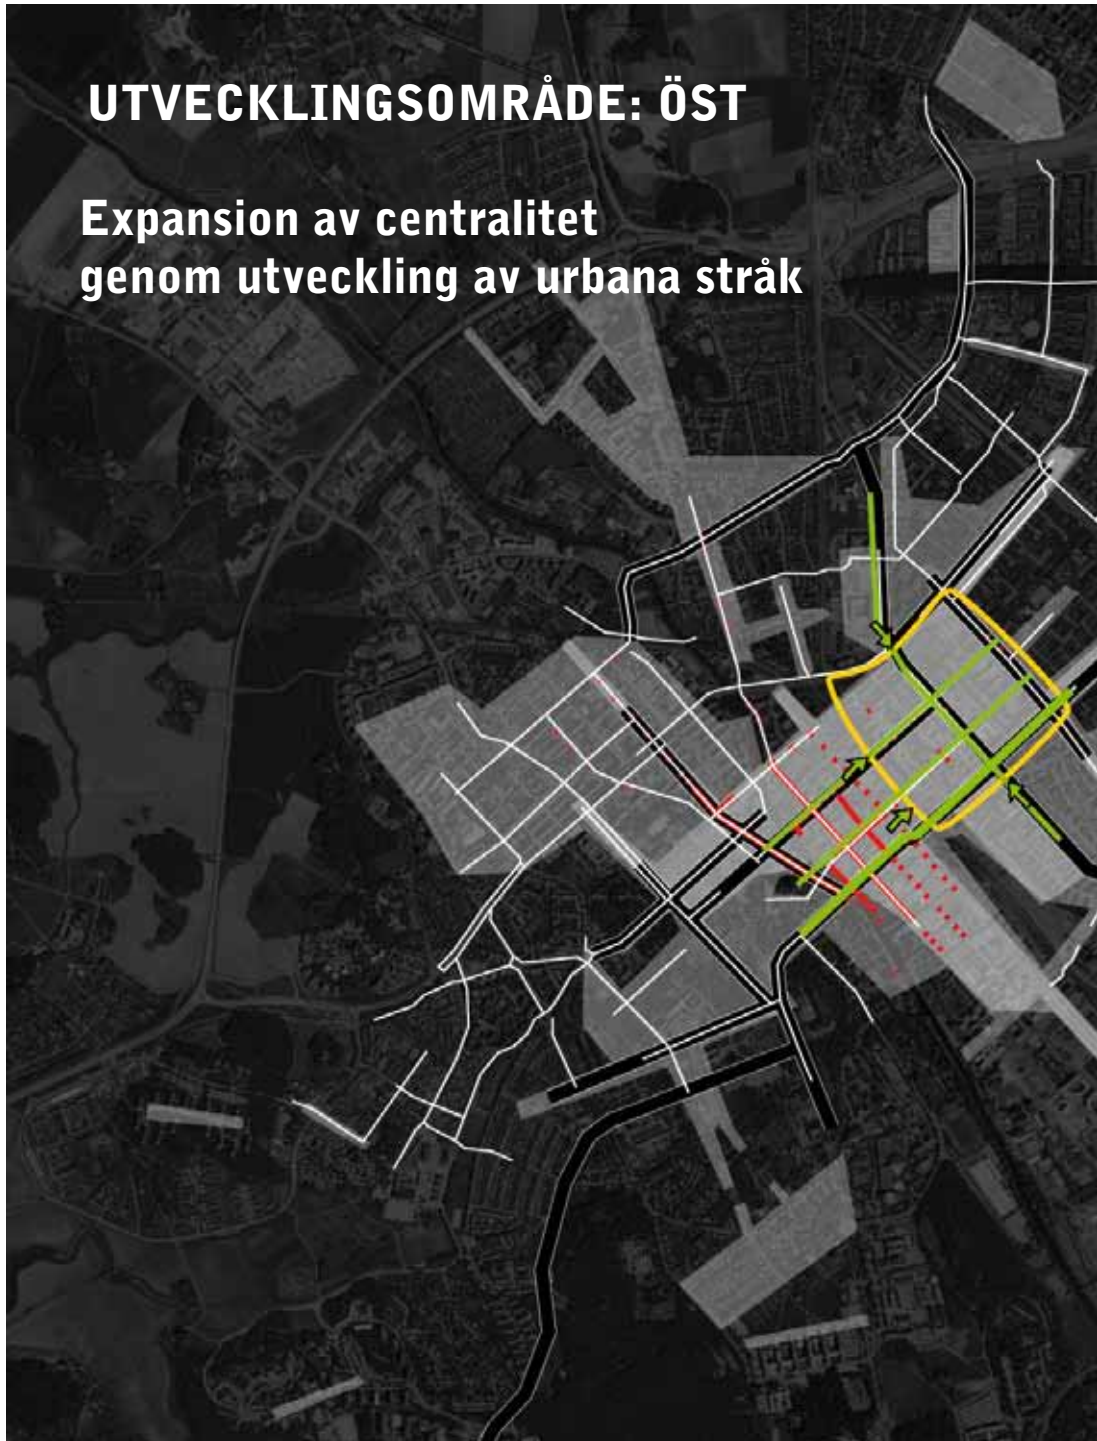 UTVECKLINGSOMRÅDE: ÖST
Expansion av centralitet
genom utveckling av urbana stråk